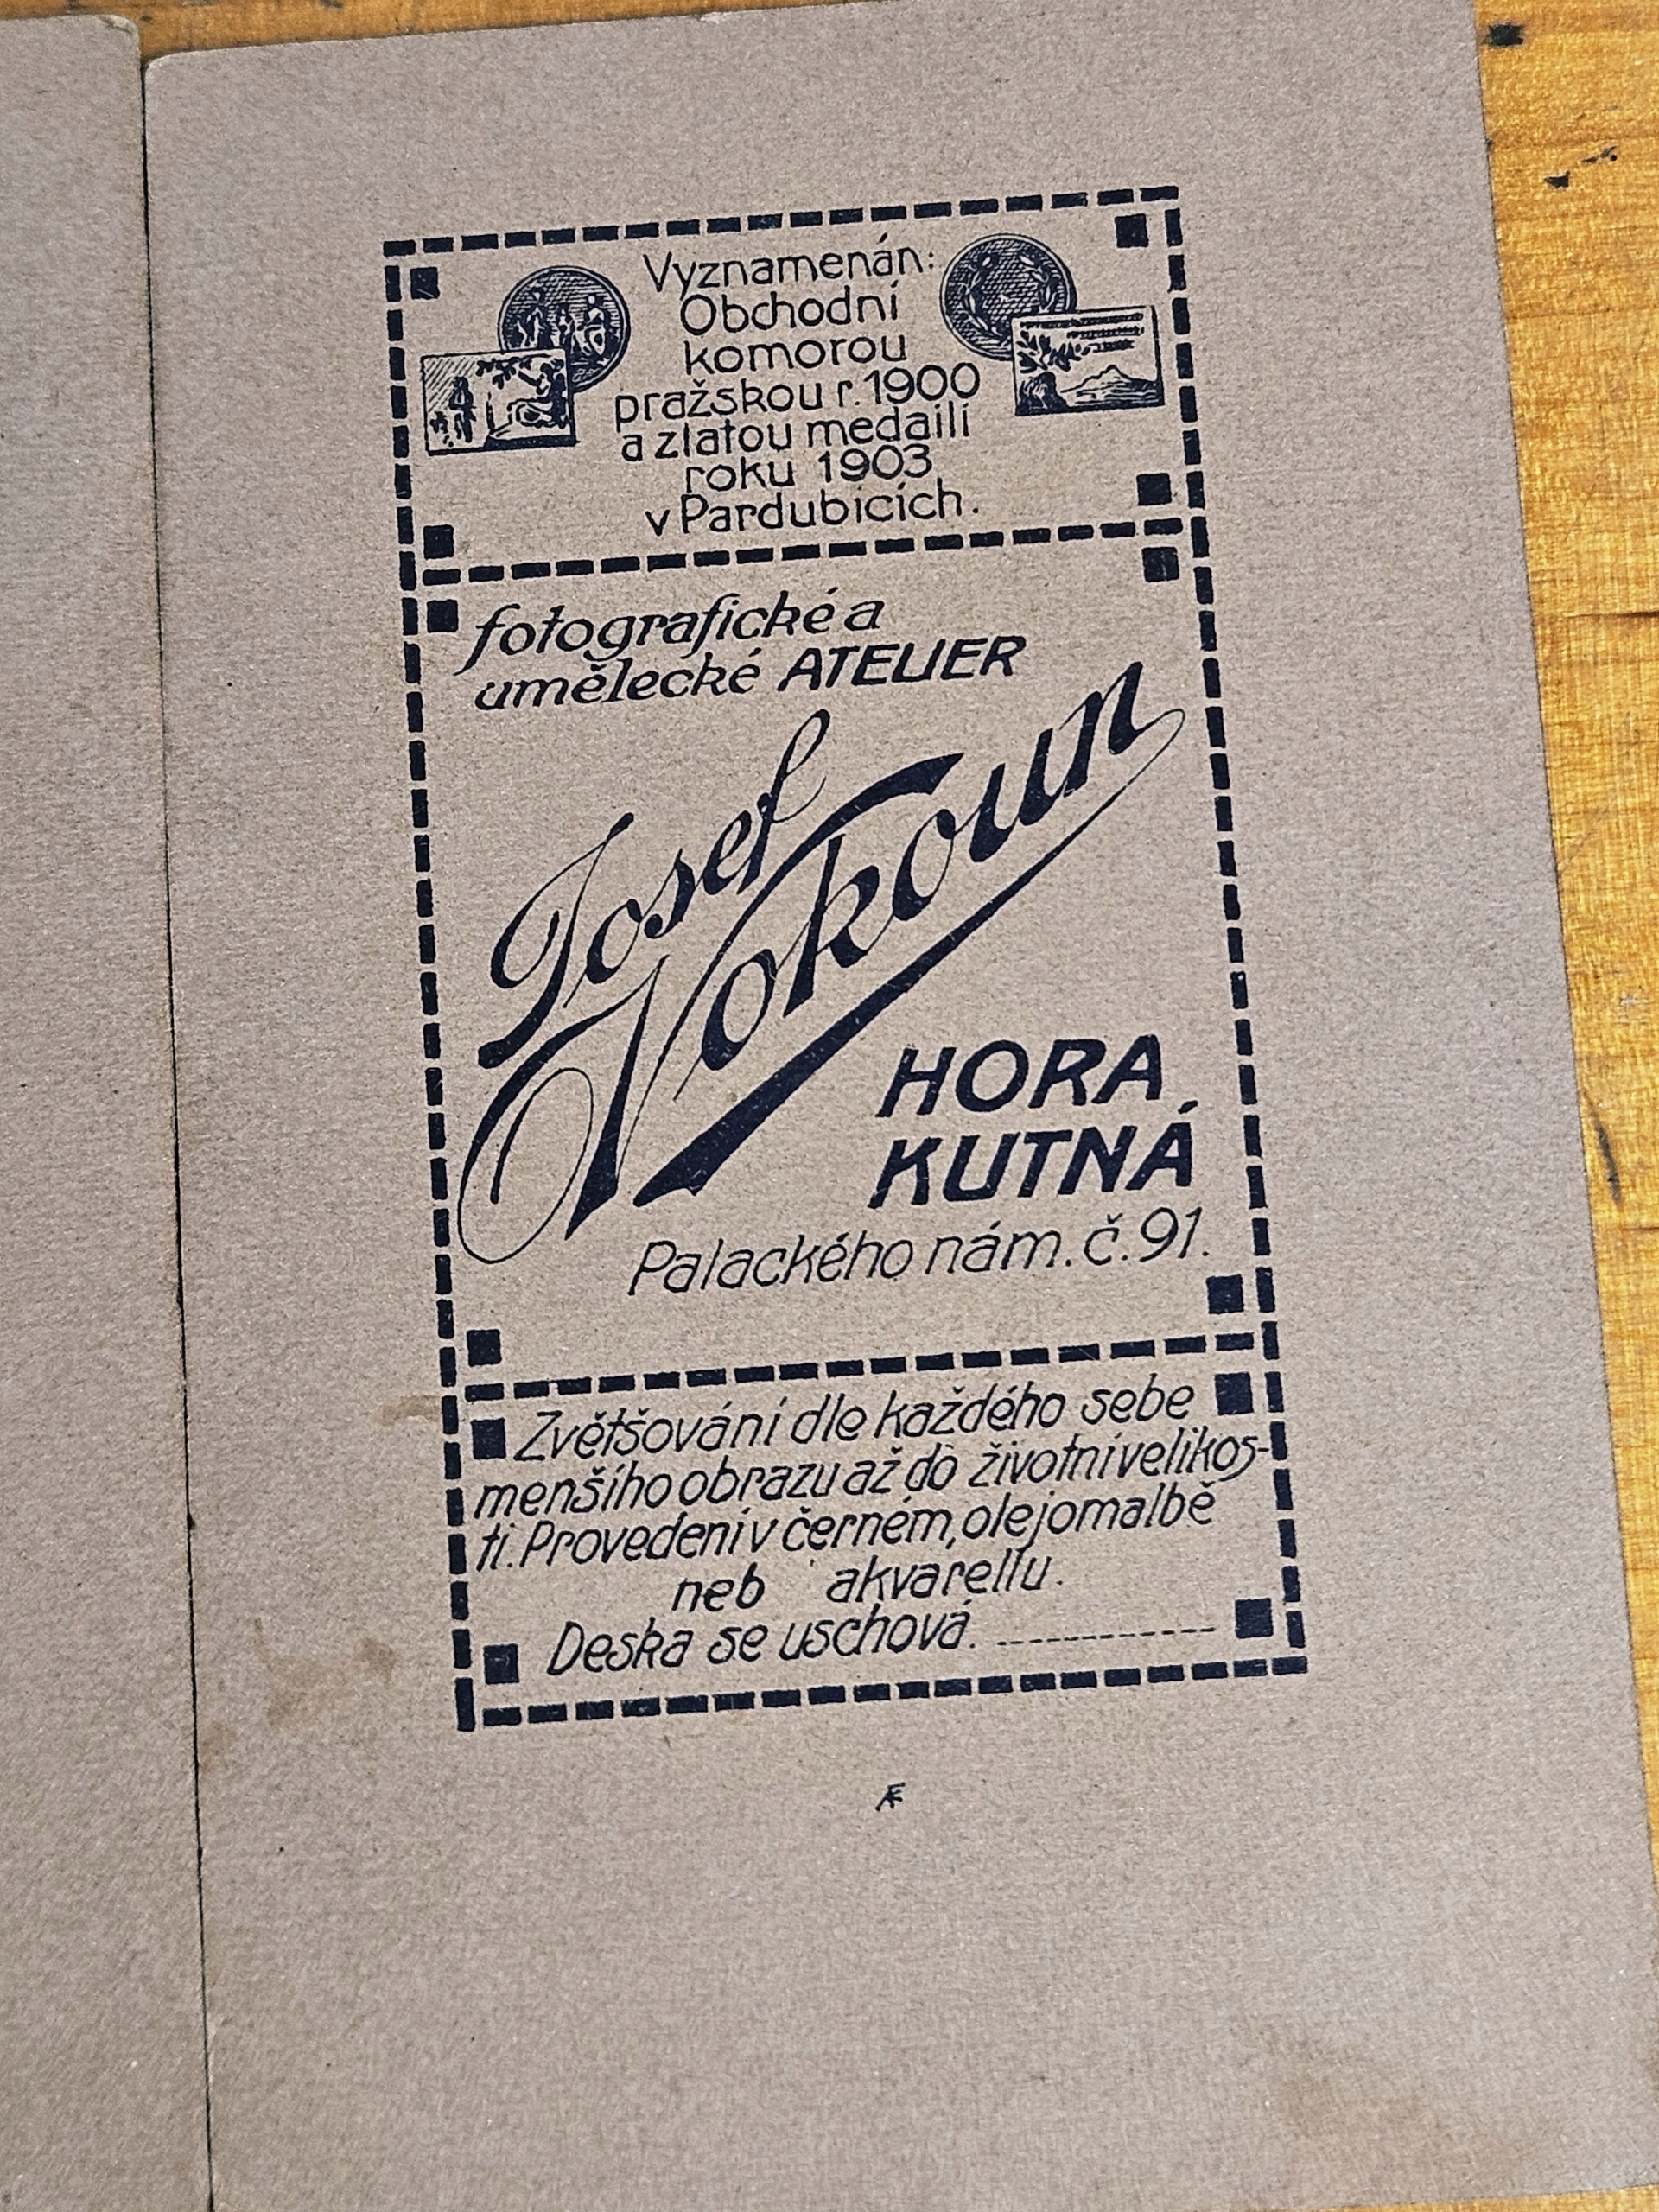 Vyznamenán:
Obchodní
komorou
pražskou r. 1900
a zlatou medailí
roku 1903
v Pardubicích.
fotografické a
umělecké ATELIER
Josef
Vokoun
HORA
KUTNÁ
Palackého nám. č. 91.
Zvětšování dle každého sebe
menšího obrazu až do životní velikos-
ti. Provedení v černém, olejomalbě
neb akvarellu.
Deska se uschová.